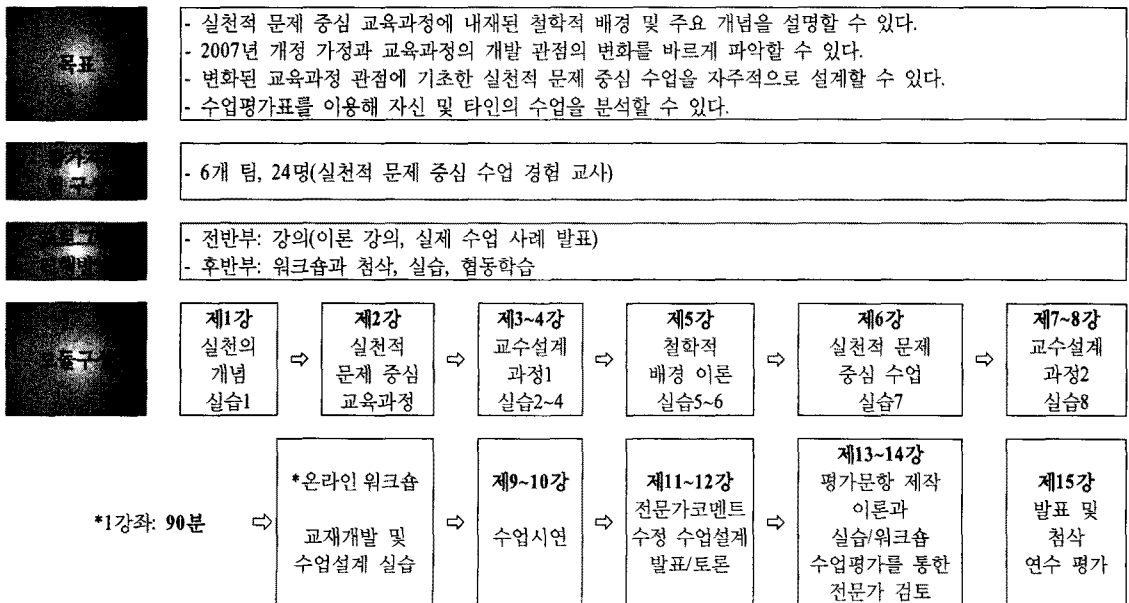 목표
- 실천적 문제 중심 교육과정에 내재된 철학적 배경 및 주요 개념을 설명할 수 있다.
- 2007년 개정 가정과 교육과정의 개발 관점의 변화를 바르게 파악할 수 있다.
- 변화된 교육과정 관점에 기초한 실천적 문제 중심 수업을 자주적으로 설계할 수 있다.
- 수업평가표를 이용해 자신 및 타인의 수업을 분석할 수 있다.
- 6개 팀, 24명(실천적 문제 중심 수업 경험 교사)
- 전반부: 강의(이론 강의, 실제 수업 사례 발표)
- 후반부: 워크숍과 첨삭, 실습, 협동학습
제1강
실천의
개념
실습1
⇨
제2강
실천적
문제 중심
교육과정
⇨
제3~4강
교수설계
과정1
실습2~4
⇨
제5강
철학적
배경 이론
실습5~6
⇨
제6강
실천적 문제
중심 수업
실습7
⇨
제7~8강
교수설계
과정2
실습8
*1강좌: 90분
⇨
*온라인 워크숍
교재개발 및
수업설계 실습
⇨
제9~10강
수업시연
⇨
제11~12강
전문가코멘트
수정 수업설계
발표/토론
⇨
제13~14강
평가문항 제작
이론과
실습/워크숍
수업평가를 통한
전문가 검토
⇨
제15강
발표 및
첨삭
연수 평가